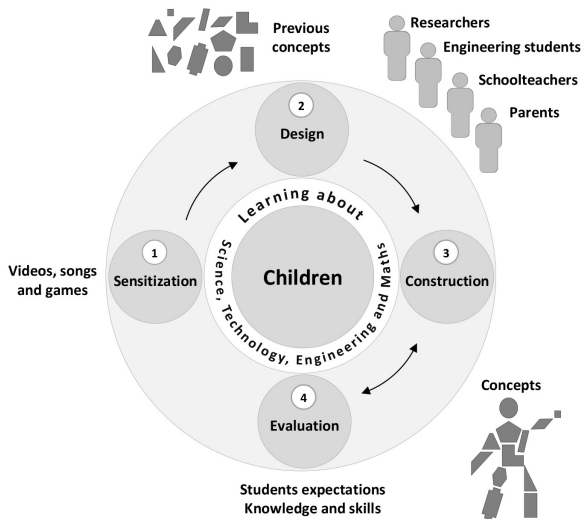 Previous
concepts
Researchers
Engineering students
Schoolteachers
Parents
2
Design
Learning about
Science, Technology, Engineering and Maths
Children
1
Sensitization
Videos, songs
and games
3
Construction
4
Evaluation
Concepts
Students expectations
Knowledge and skills